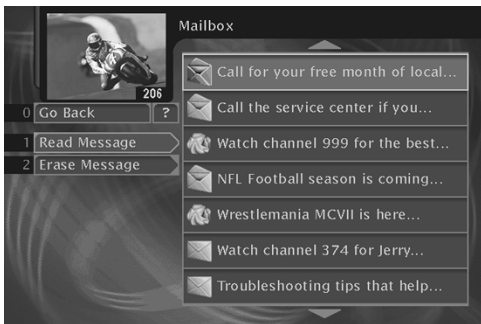 Mailbox
206
0 Go Back ?
1 Read Message
2 Erase Message
Call for your free month of local...
Call the service center if you...
Watch channel 999 for the best...
NFL Football season is coming...
Wrestlemania MCVII is here...
Watch channel 374 for Jerry...
Troubleshooting tips that help...